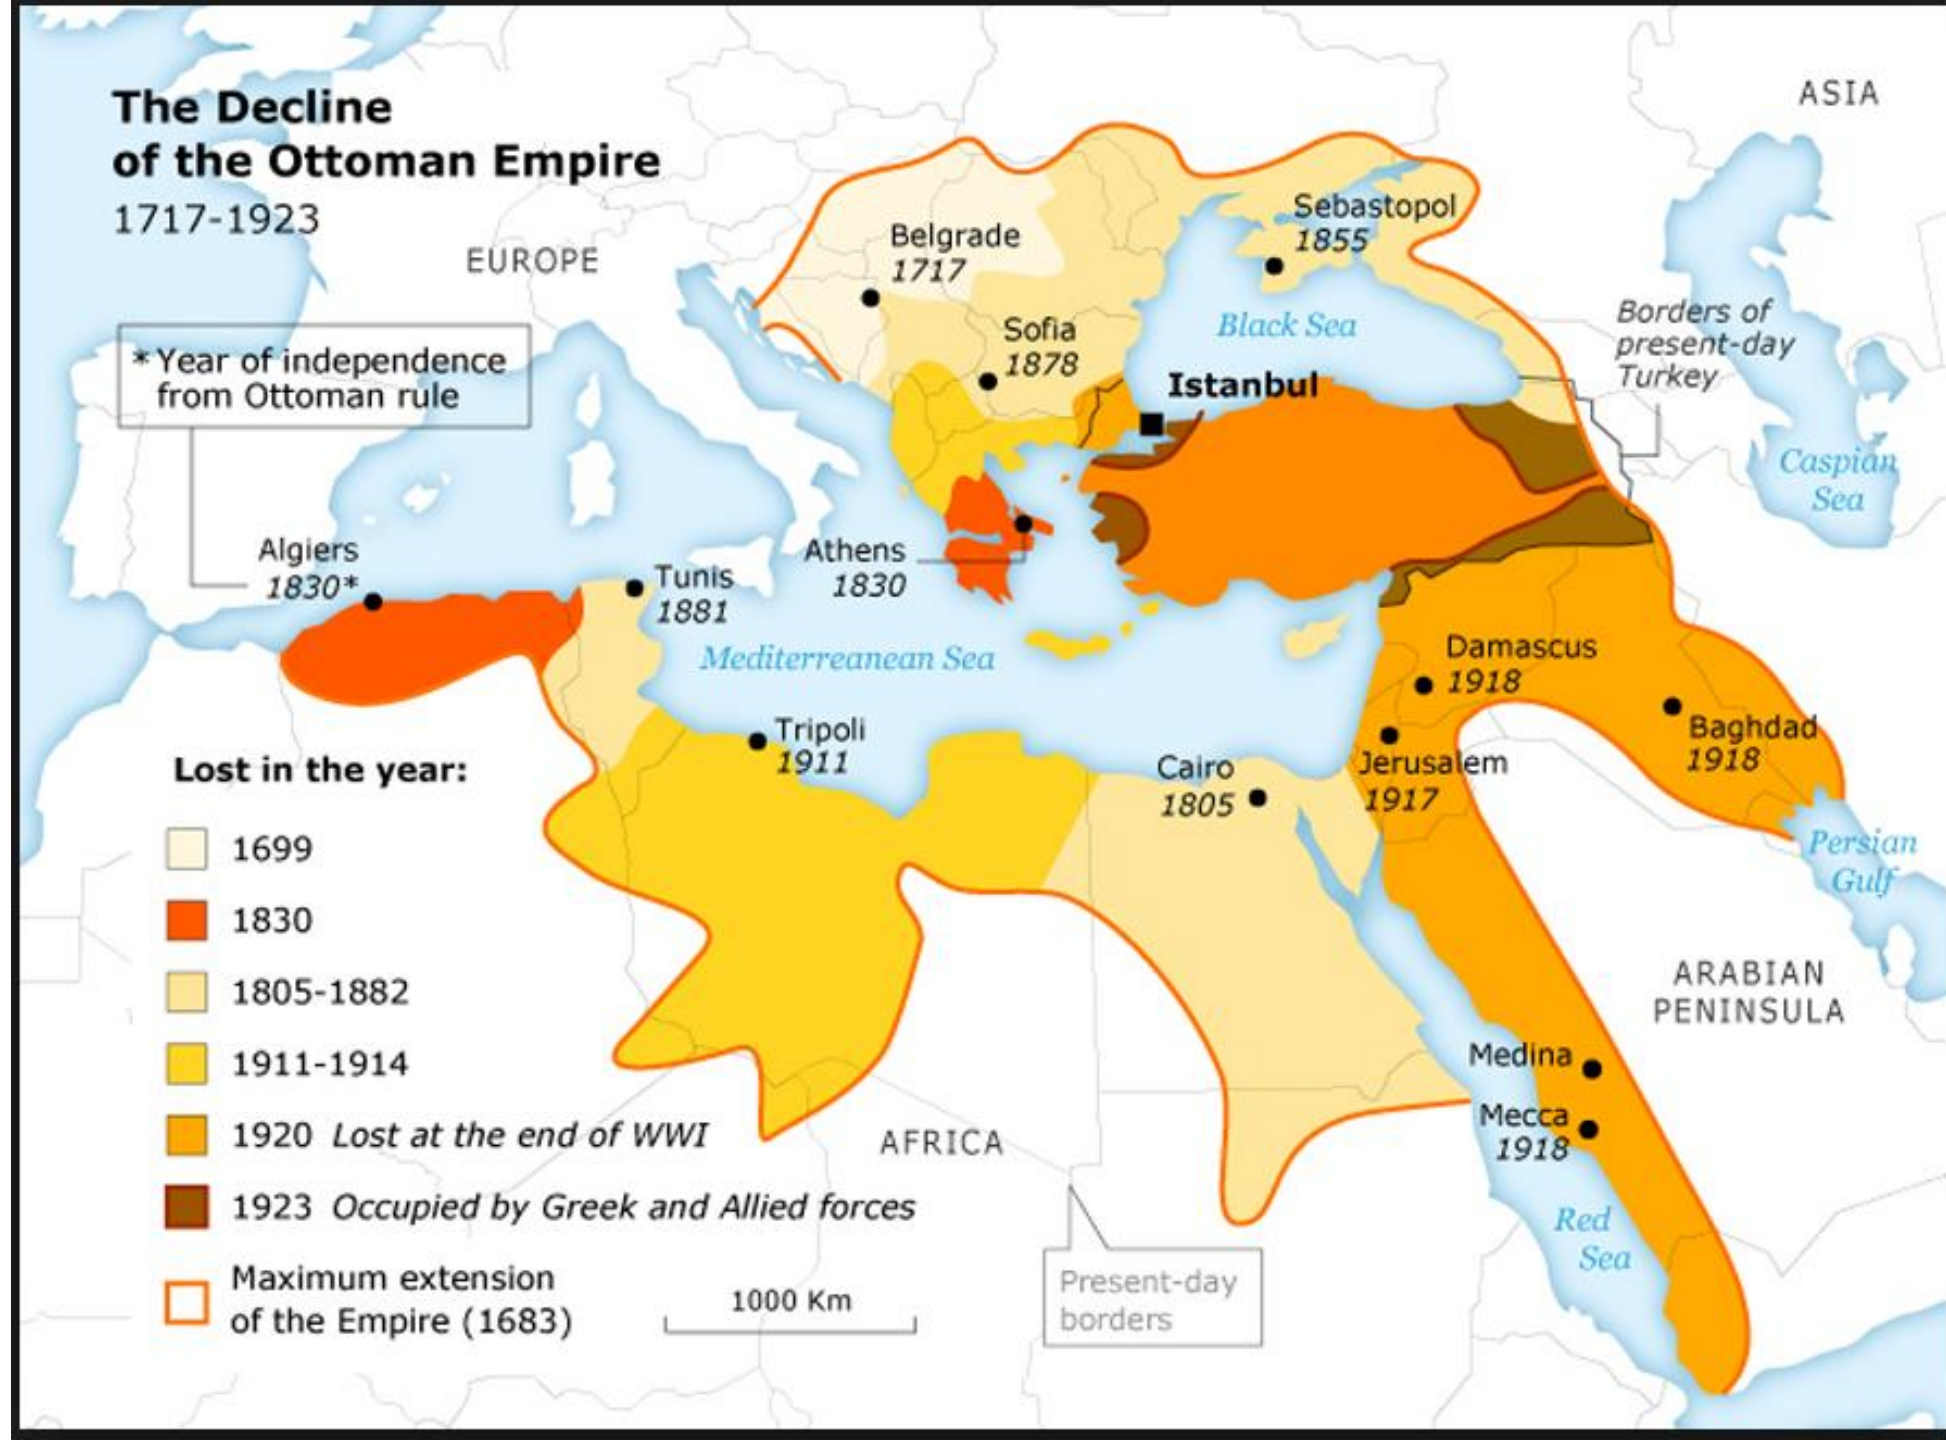 The Decline
of the Ottoman Empire
1717-1923
EUROPE
ASIA
* Year of independence
from Ottoman rule
Belgrade
1717
Sofia
1878
Sebastopol
1855
Black Sea
Istanbul
Borders of
present-day
Turkey
Caspian
Sea
Algiers
1830*
Tunis
1881
Athens
1830
Mediterreanean Sea
Tripoli
1911
Cairo
1805
Damascus
1918
Jerusalem
1917
Baghdad
1918
Persian
Gulf
ARABIAN
PENINSULA
Medina
Mecca
1918
Red
Sea
AFRICA
Lost in the year:
1699
1830
1805-1882
1911-1914
1920 Lost at the end of WWI
1923 Occupied by Greek and Allied forces
Maximum extension
of the Empire (1683)
1000 Km
Present-day
borders